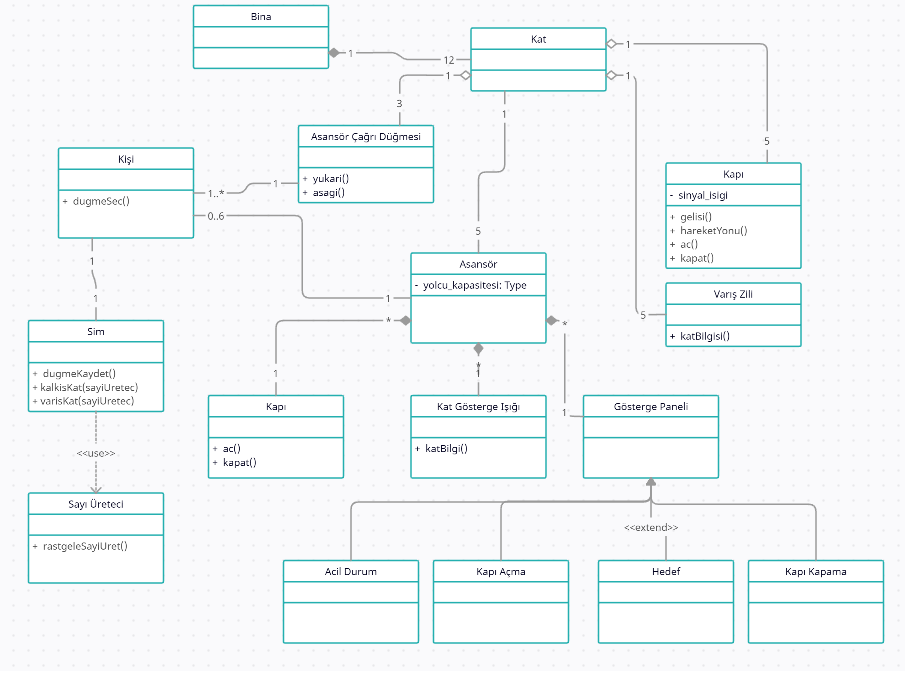 Bina
Kat
1
12
1
1
1
3
1
5
Asansör Çağrı Düğmesi
+ yukari()
+ asagi()
Kişi
+ dugmeSec()
1..*
1
0..6
1
Kapı
- sinyal_isigi
+ gelisi()
+ hareketYonu()
+ ac()
+ kapat()
5
Asansör
- yolcu_kapasitesi: Type
1
1
Varış Zili
+ katBilgisi()
5
Sim
+ dugmeKaydet()
+ kalkisKat(sayiUretec)
+ varisKat(sayiUretec)
*
*
*
1
1
1
Kapı
+ ac()
+ kapat()
Kat Gösterge Işığı
+ katBilgi()
Gösterge Paneli
<<use>>
Sayı Üreteci
+ rastgeleSayiUret()
<<extend>>
Acil Durum
Kapı Açma
Hedef
Kapı Kapama